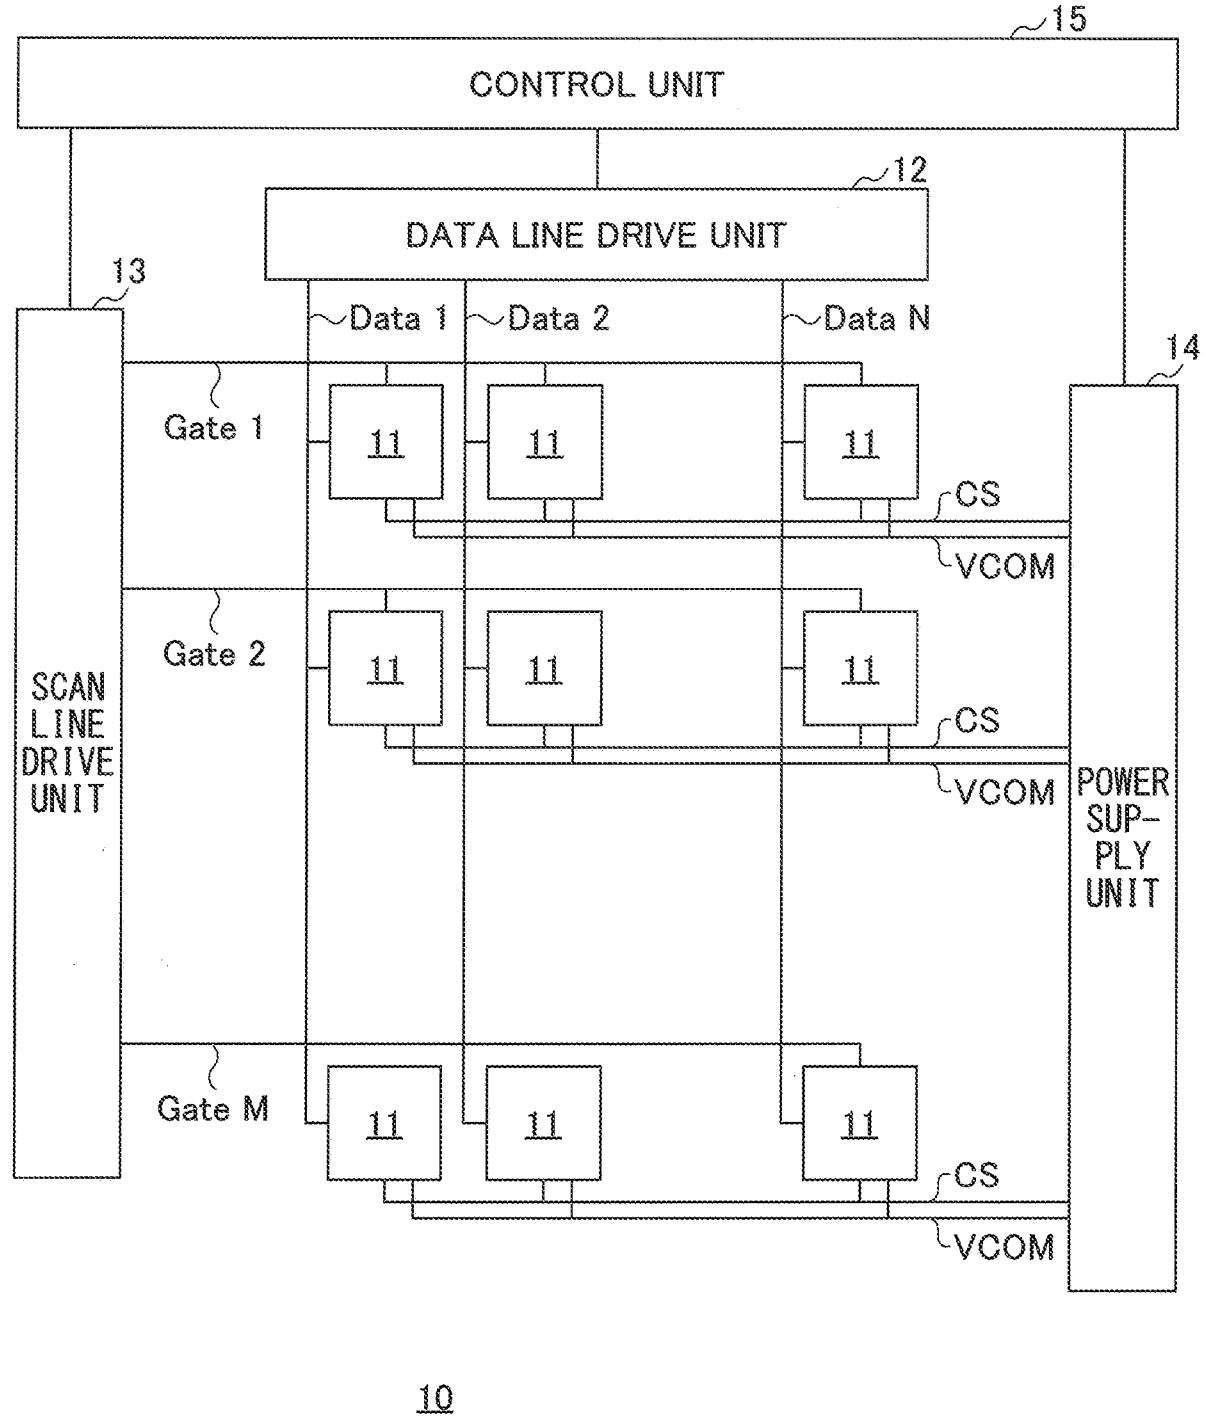 15
CONTROL UNIT
12
DATA LINE DRIVE UNIT
13
Data 1
Data 2
Data N
14
Gate 1
11
11
11
CS
VCOM
Gate 2
11
11
11
CS
VCOM
SCAN
LINE
DRIVE
UNIT
POWER
SUP-
PLY
UNIT
Gate M
11
11
11
CS
VCOM
10